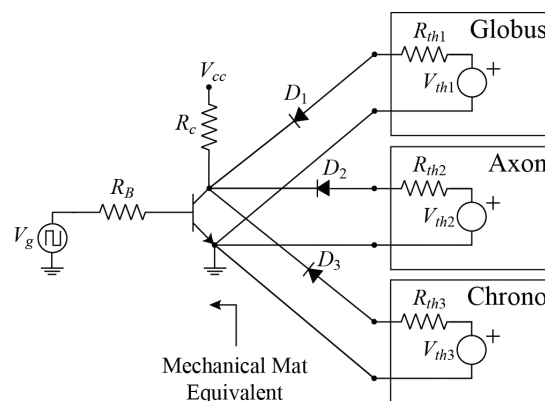 Globus
R_th1
V_th1
+
V_cc
D_1
R_c
Axon
D_2
R_th2
V_th2
+
R_B
V_g
D_3
Chrono
R_th3
V_th3
+
Mechanical Mat
Equivalent